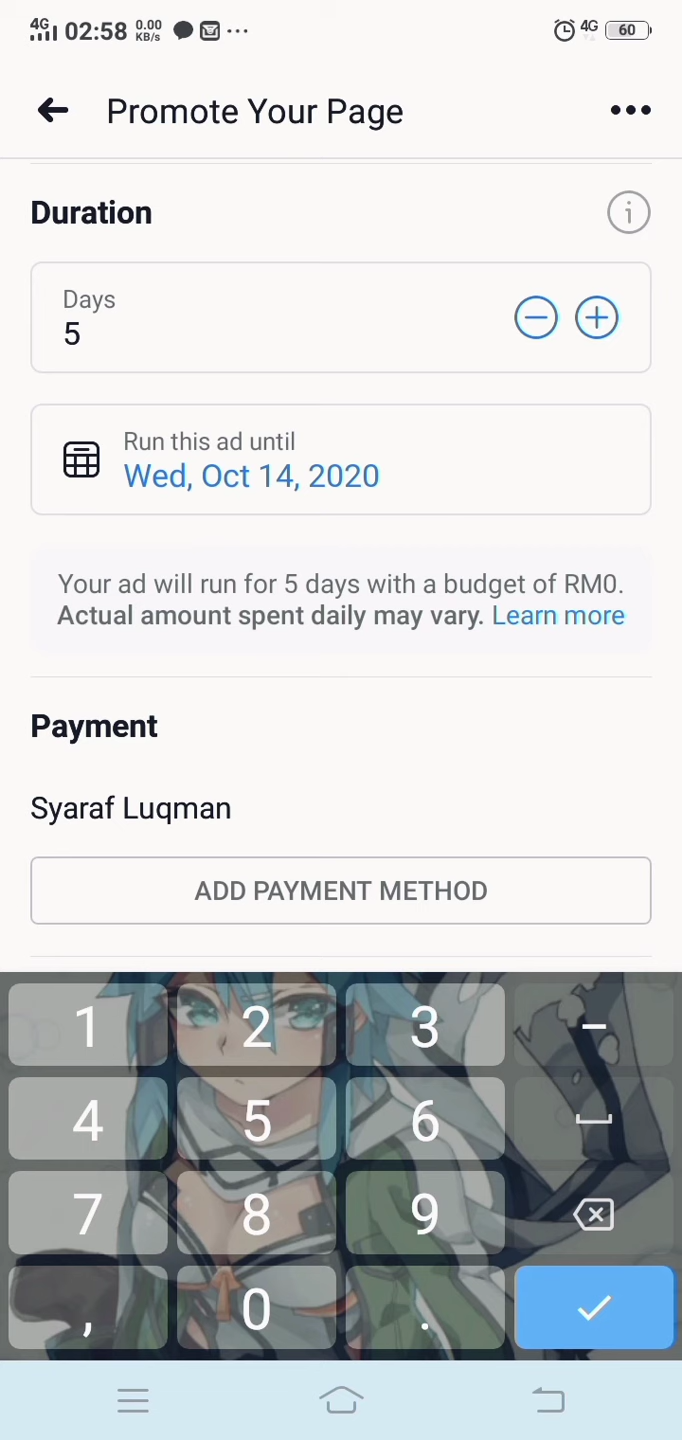 4G 02:58 0.00 KB/s ... 4G 60
Promote Your Page
Duration
Days
5
Run this ad until
Wed, Oct 14, 2020
Your ad will run for 5 days with a budget of RM0.
Actual amount spent daily may vary. Learn more
Payment
Syaraf Luqman
ADD PAYMENT METHOD
1 2 3 -
4 5 6
7 8 9
, 0 .